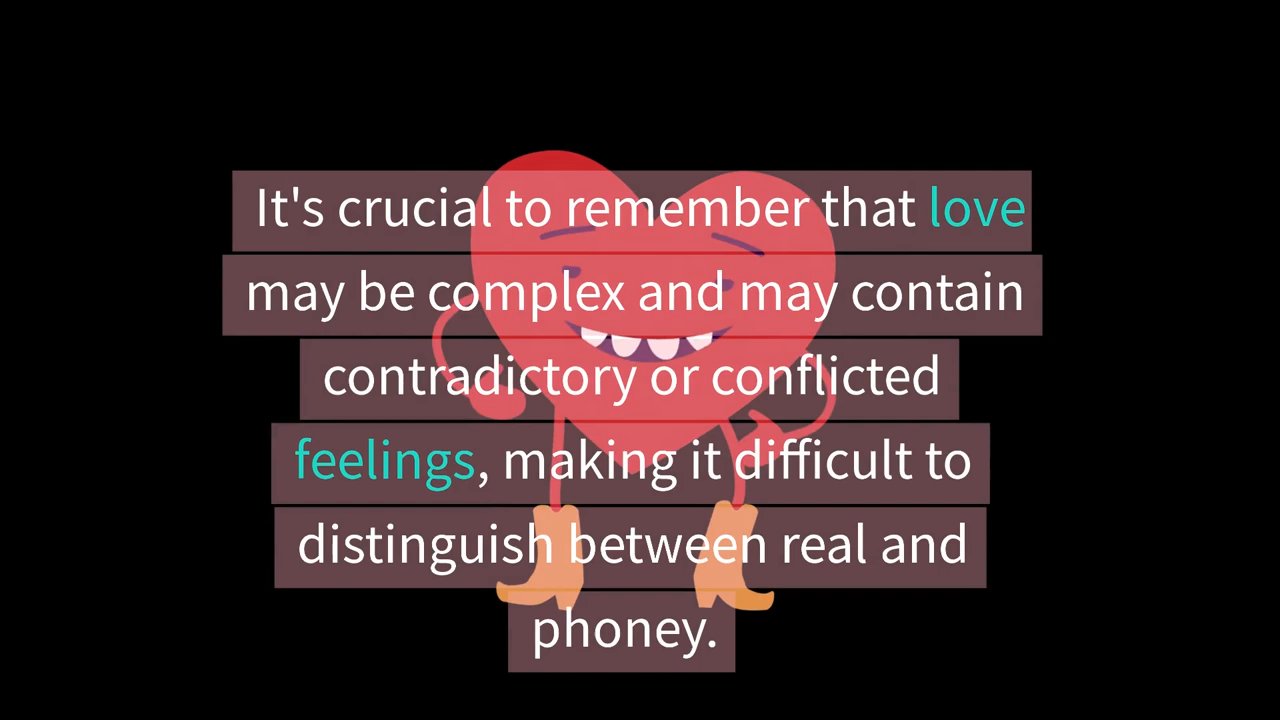 It's crucial to remember that love
may be complex and may contain
contradictory or conflicted
feelings, making it difficult to
distinguish between real and
phoney.